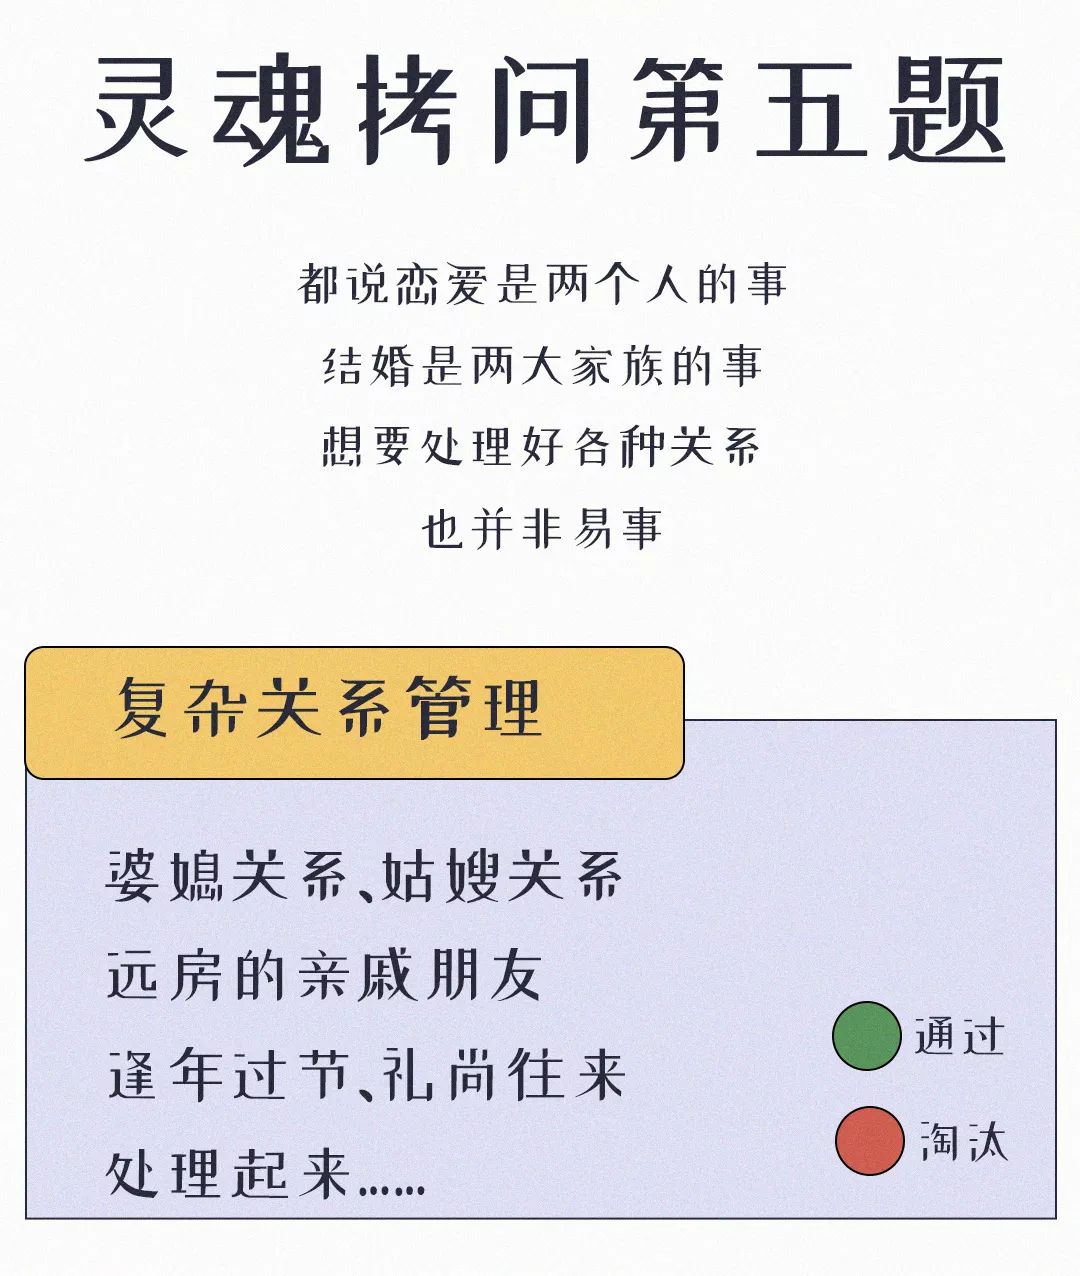 灵魂拷问第五题
都说恋爱是两个人的事
结婚是两大家族的事
想要处理好各种关系
也并非易事
复杂关系管理
婆媳关系、姑嫂关系
远房的亲戚朋友
逢年过节、礼尚往来
处理起来……
通过
淘汰